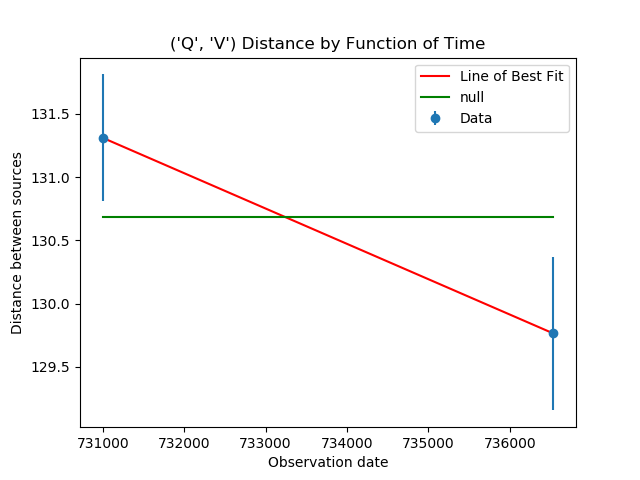 ('Q', 'V') Distance by Function of Time
Line of Best Fit
null
Data
Distance between sources
131.5
131.0
130.5
130.0
129.5
731000 732000 733000 734000 735000 736000
Observation date